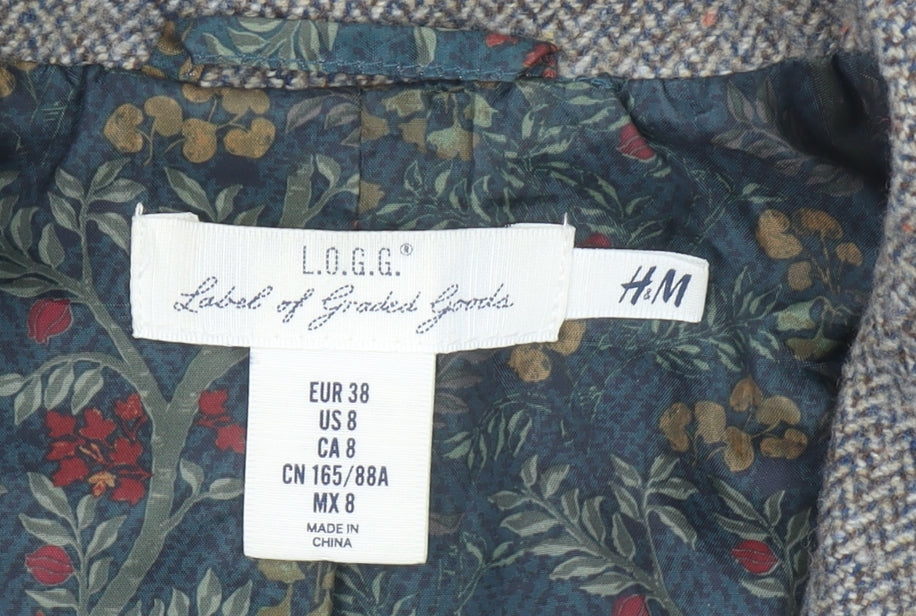 L.O.G.G.®
Label of Graded Goods
H&M
EUR 38
US 8
CA 8
CN 165/88A
MX 8
MADE IN
CHINA